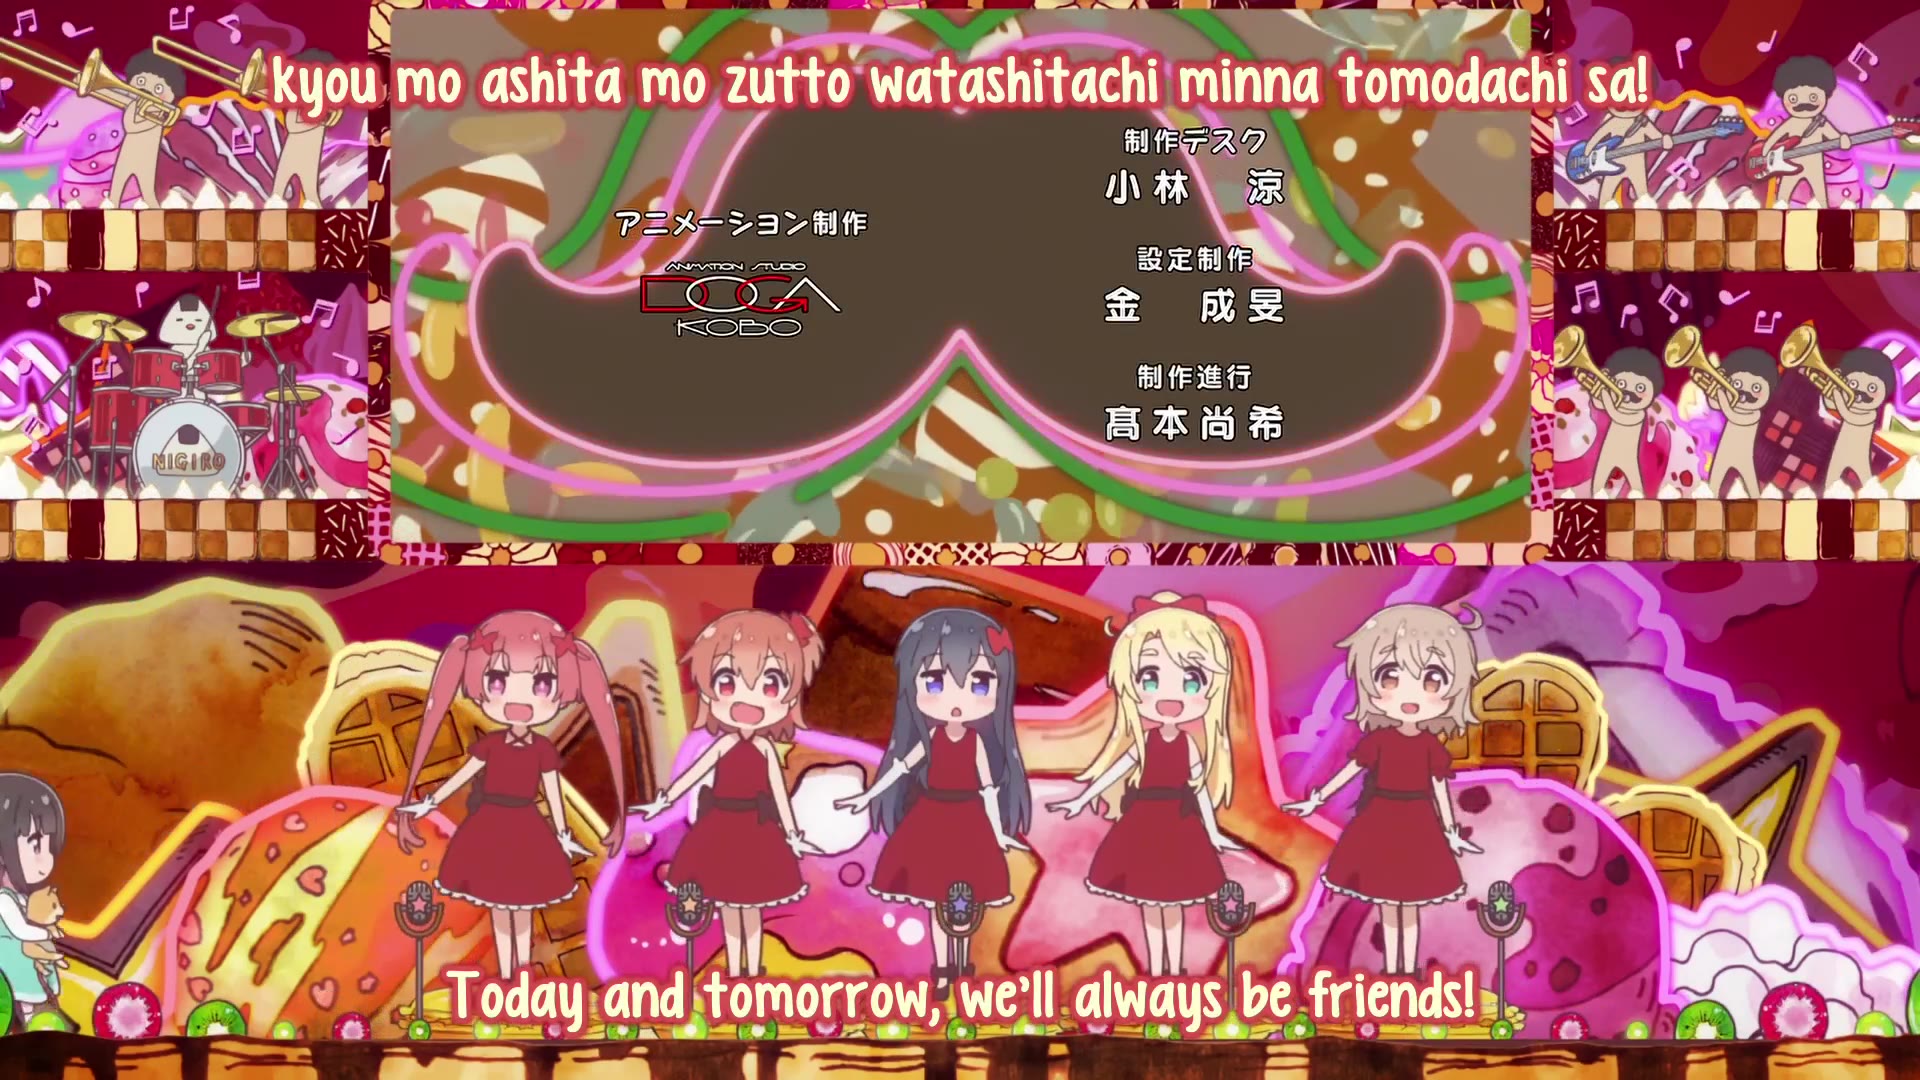 kyou mo ashita mo zutto watashitachi minna tomodachi sa!
制作デスク
小林 涼
アニメーション制作
ANIMATION STUDIO
DOGA
KOBO
設定制作
金 成旻
制作進行
髙本尚希
NIGIRO
Today and tomorrow, we'll always be friends!